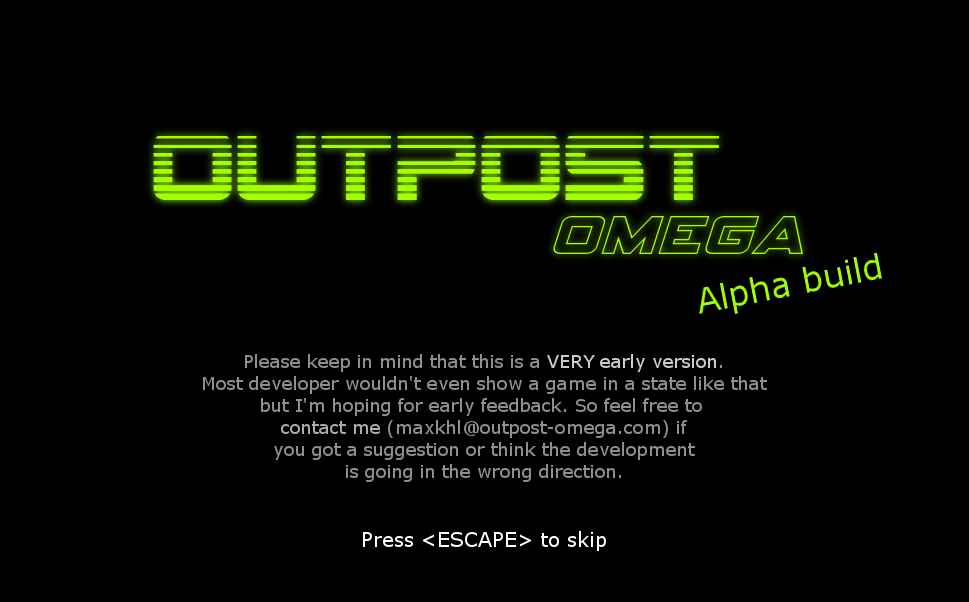 OUTPOST
OMEGA
Alpha build
Please keep in mind that this is a VERY early version.
Most developer wouldn't even show a game in a state like that
but I'm hoping for early feedback. So feel free to
contact me (maxkhl@outpost-omega.com) if
you got a suggestion or think the development
is going in the wrong direction.
Press <ESCAPE> to skip